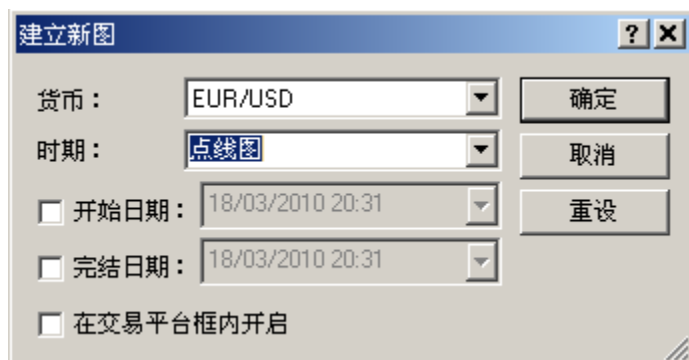 建立新图
货币： EUR/USD 确定
时期： 点线图 取消
开始日期： 18/03/2010 20:31 重设
完结日期： 18/03/2010 20:31
在交易平台框内开启